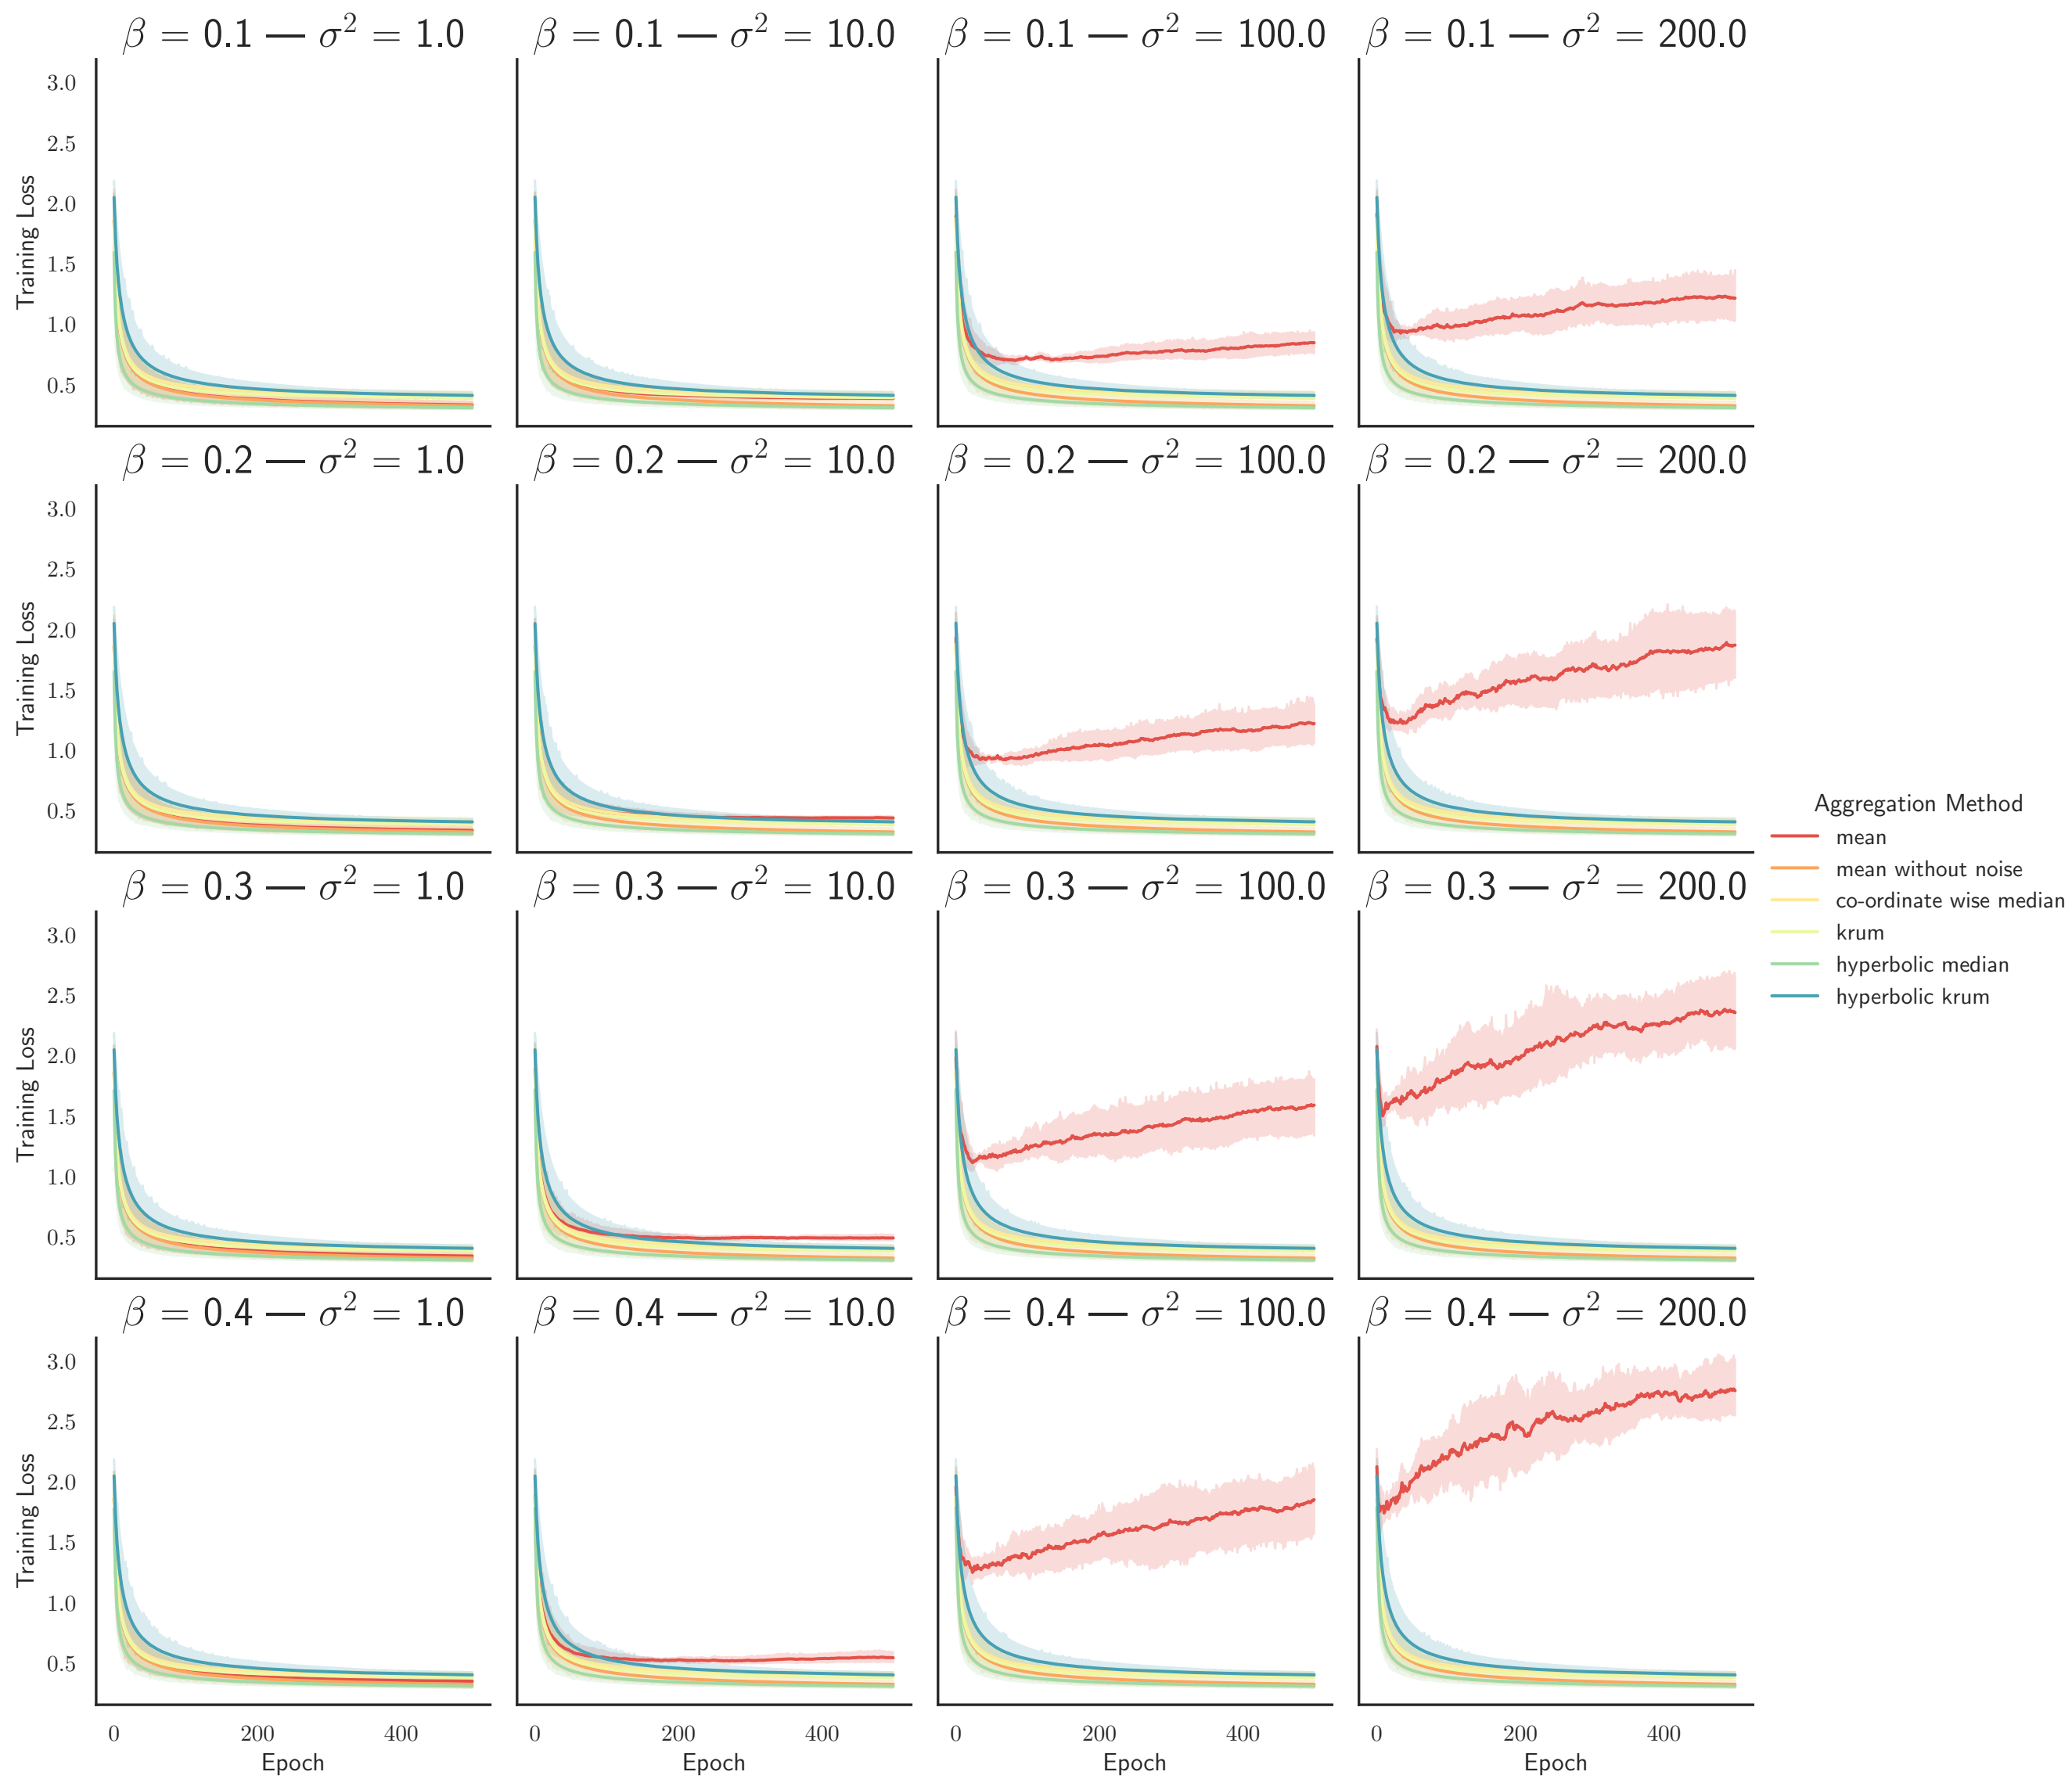 β = 0.1 — σ² = 1.0
β = 0.1 — σ² = 10.0
β = 0.1 — σ² = 100.0
β = 0.1 — σ² = 200.0
3.0
2.5
2.0
1.5
1.0
0.5
Training Loss
β = 0.2 — σ² = 1.0
β = 0.2 — σ² = 10.0
β = 0.2 — σ² = 100.0
β = 0.2 — σ² = 200.0
3.0
2.5
2.0
1.5
1.0
0.5
Training Loss
β = 0.3 — σ² = 1.0
β = 0.3 — σ² = 10.0
β = 0.3 — σ² = 100.0
β = 0.3 — σ² = 200.0
3.0
2.5
2.0
1.5
1.0
0.5
Training Loss
β = 0.4 — σ² = 1.0
β = 0.4 — σ² = 10.0
β = 0.4 — σ² = 100.0
β = 0.4 — σ² = 200.0
3.0
2.5
2.0
1.5
1.0
0.5
Training Loss
0 200 400
Epoch
0 200 400
Epoch
0 200 400
Epoch
0 200 400
Epoch
Aggregation Method
mean
mean without noise
co-ordinate wise median
krum
hyperbolic median
hyperbolic krum